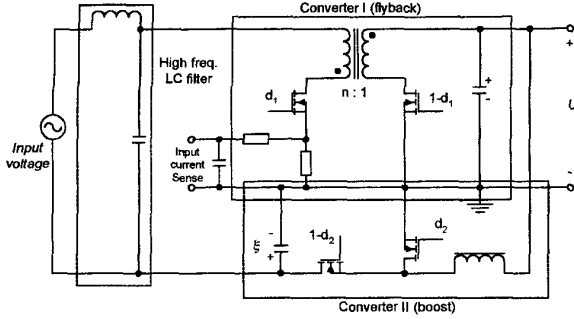 Converter I (flyback)
High freq.
LC filter
d1
n : 1
1-d1
+
-
+
U
-
Input
voltage
Input
current
Sense
-
ξ
+
1-d2
d2
Converter II (boost)